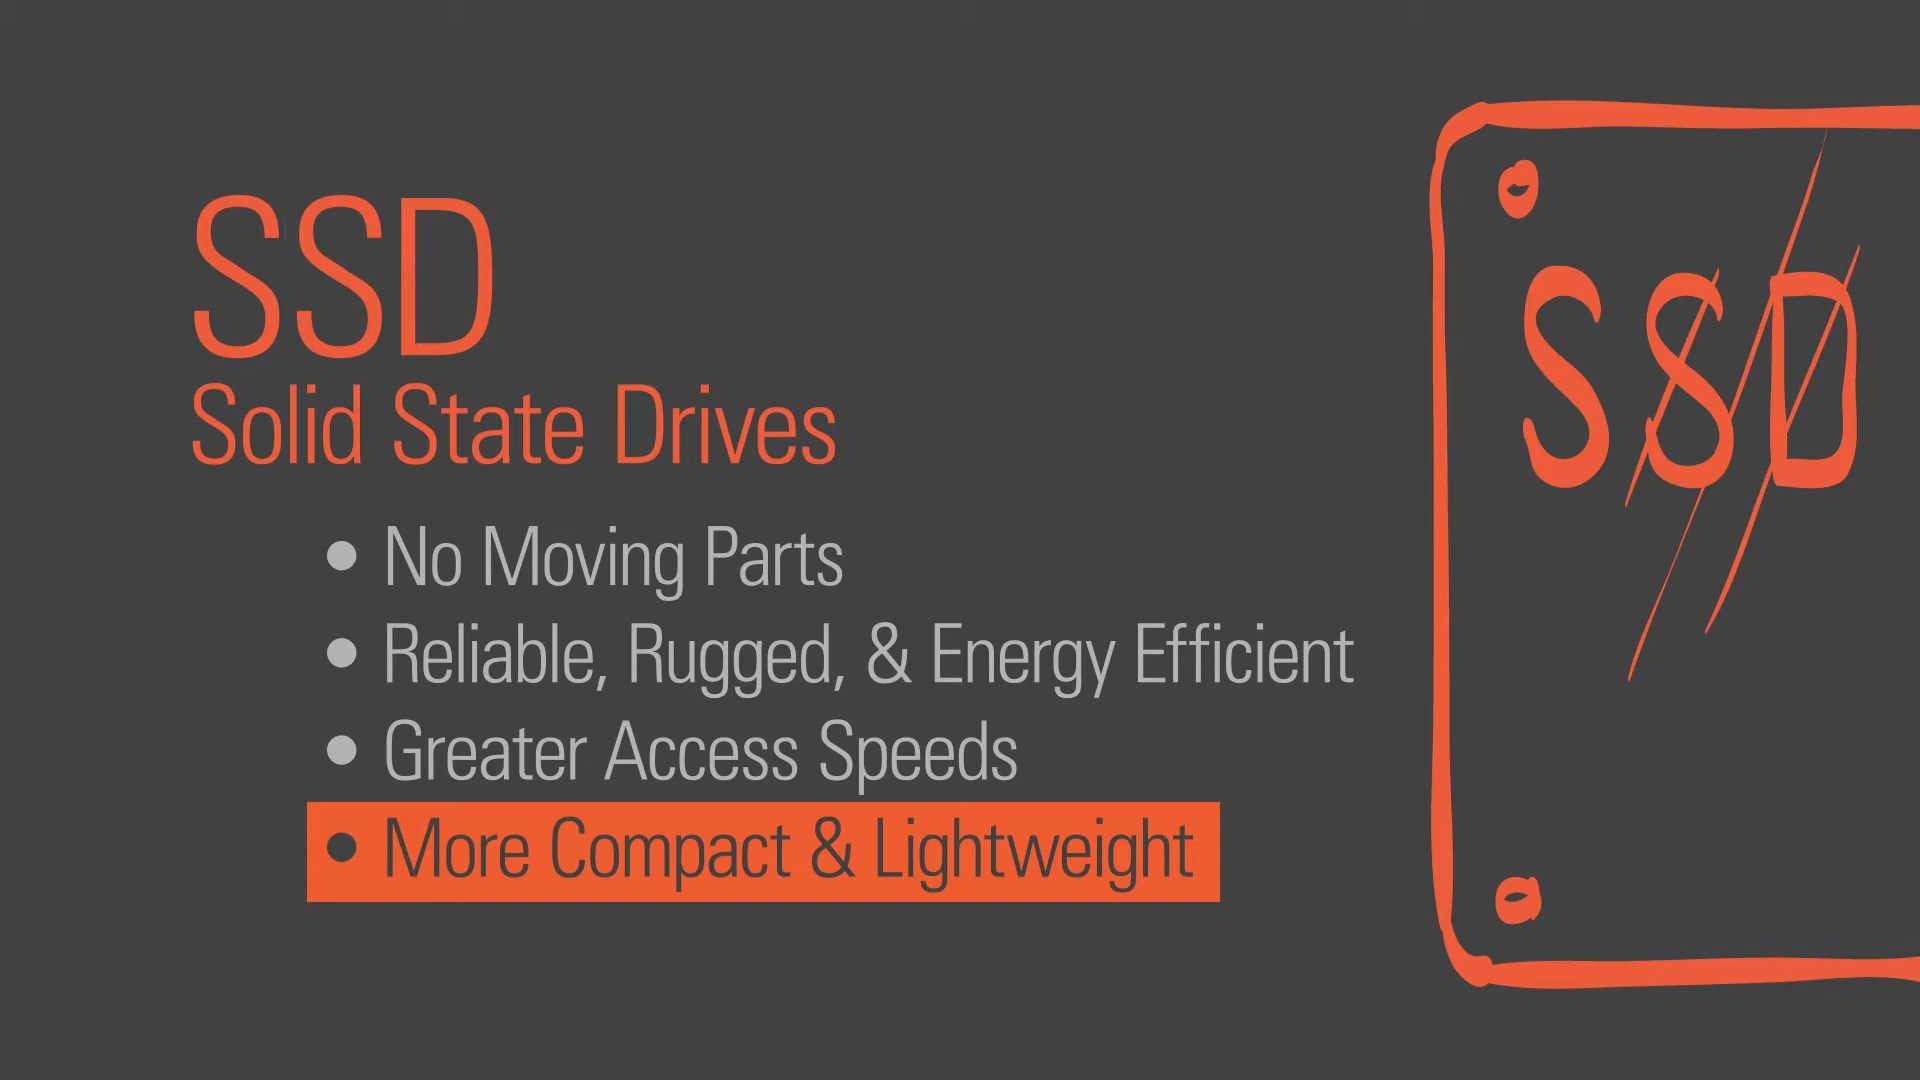 SSD
Solid State Drives
• No Moving Parts
• Reliable, Rugged, & Energy Efficient
• Greater Access Speeds
• More Compact & Lightweight
SSD